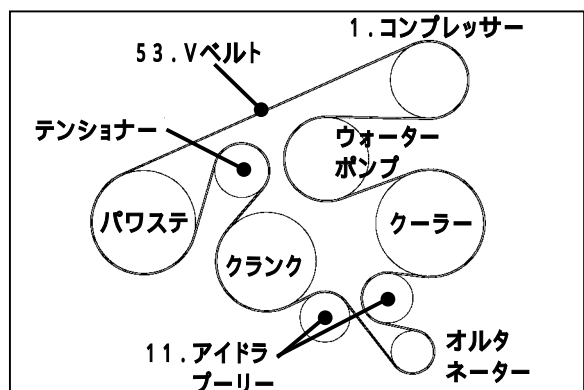 1.コンプレッサー
53.Vベルト
テンショナー
ウォーター
ポンプ
パワステ
クーラー
クランク
11.アイドラ
プーリー
オルタ
ネーター